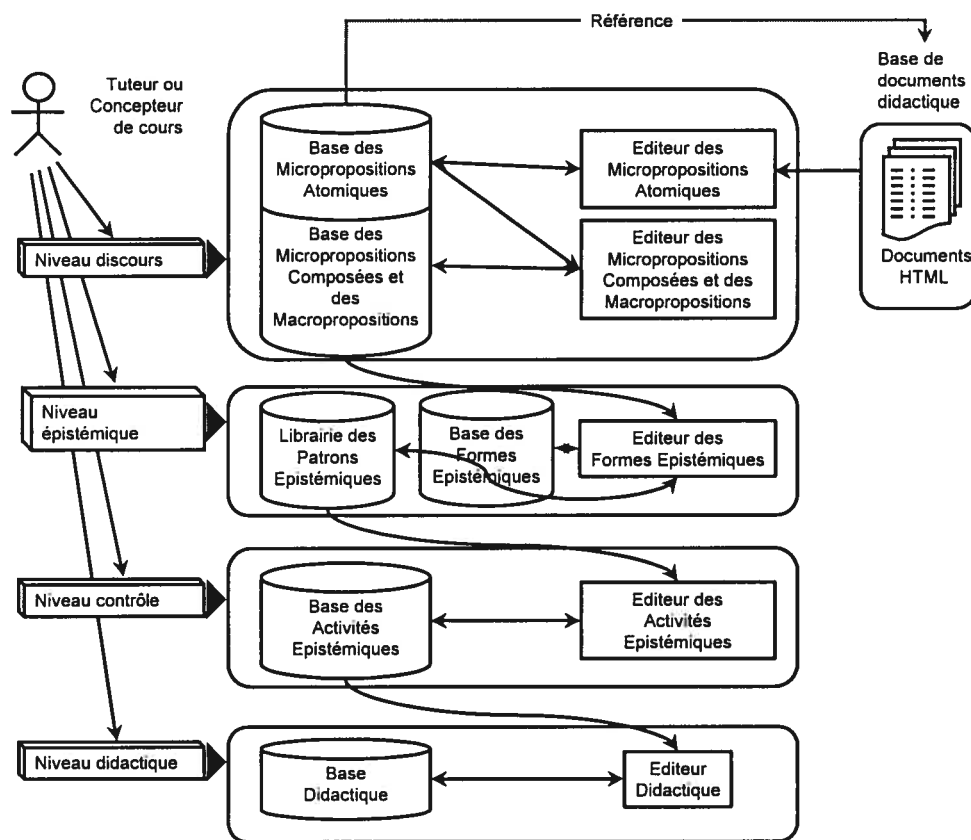 Référence
Base de
documents
didactique
Tuteur ou
Concepteur
de cours
Base des
Micropropositions
Atomiques
Editeur des
Micropropositions
Atomiques
Niveau discours
Base des
Micropropositions
Composées et
des
Macropropositions
Editeur des
Micropropositions
Composées et des
Macropropositions
Documents
HTML
Niveau
épistémique
Librairie des
Patrons
Epistémiques
Base des
Formes
Epistémiques
Editeur des
Formes Epistémiques
Niveau contrôle
Base des
Activités
Epistémiques
Editeur des
Activités
Epistémiques
Niveau didactique
Base
Didactique
Editeur
Didactique